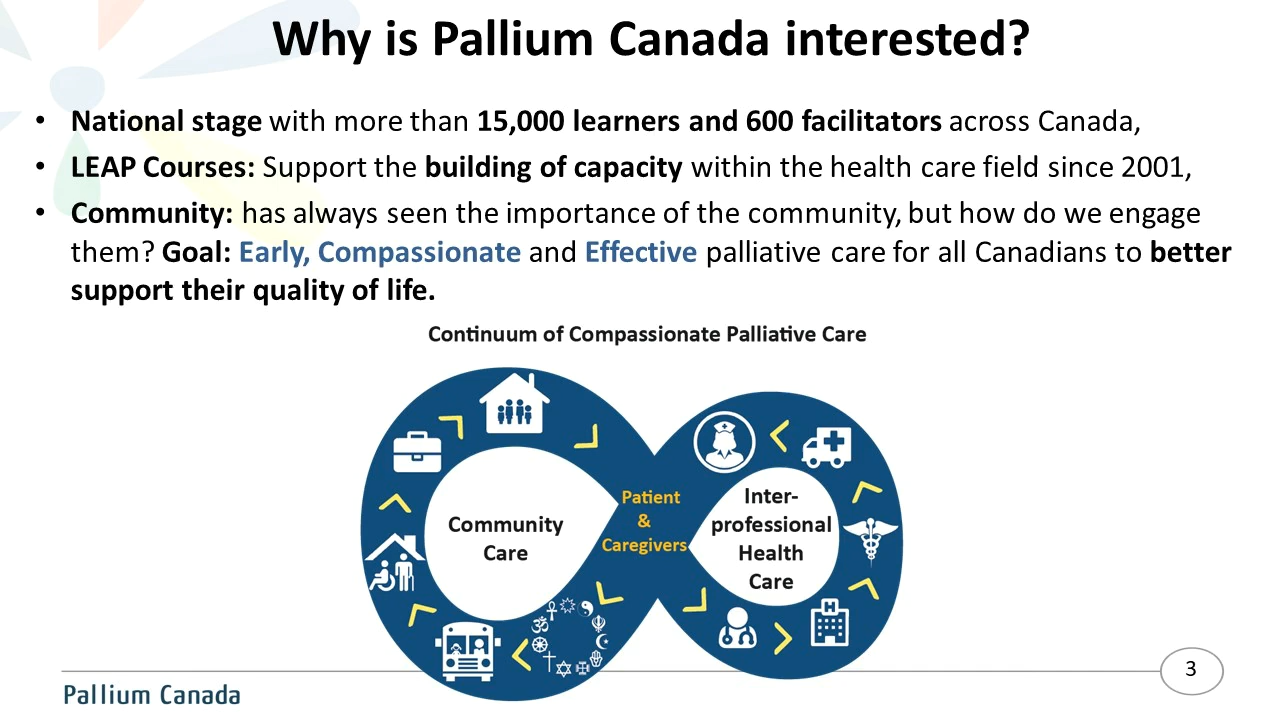 Why is Pallium Canada interested?
• National stage with more than 15,000 learners and 600 facilitators across Canada,
• LEAP Courses: Support the building of capacity within the health care field since 2001,
• Community: has always seen the importance of the community, but how do we engage
them? Goal: Early, Compassionate and Effective palliative care for all Canadians to better
support their quality of life.
Continuum of Compassionate Palliative Care
Community
Care
Patient
&
Caregivers
Inter-
professional
Health
Care
H
3
Pallium Canada